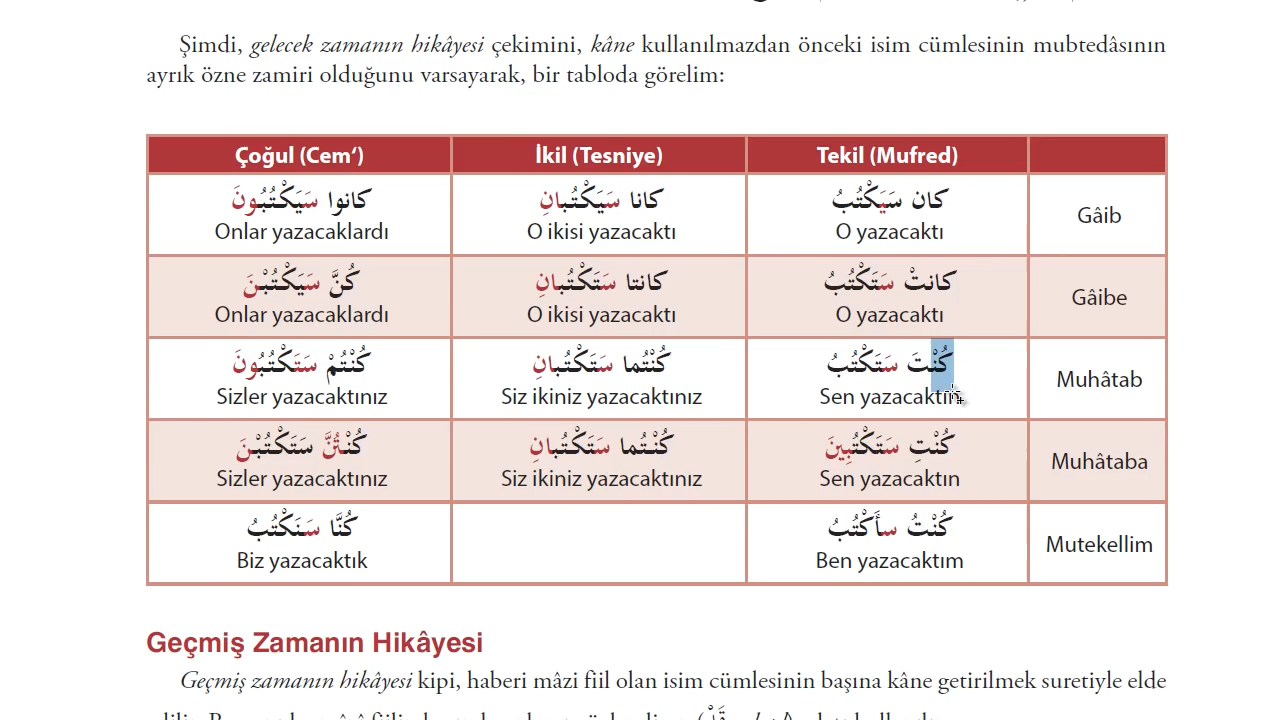 Şimdi, gelecek zamanın hikâyesi çekimini, kâne kullanılmazdan önceki isim cümlesinin mubtedâsının
ayrık özne zamiri olduğunu varsayarak, bir tabloda görelim:
Çoğul (Cem‘) İkil (Tesniye) Tekil (Mufred)
كانوا سَيَكْتُبُونَ كانا سَيَكْتُبانِ كان سَيَكْتُبُ
Onlar yazacaklardı O ikisi yazacaktı O yazacaktı Gâib
كُنَّ سَيَكْتُبْنَ كانتا سَتَكْتُبانِ كانتْ سَتَكْتُبُ
Onlar yazacaklardı O ikisi yazacaktı O yazacaktı Gâibe
كُنْتُمْ سَتَكْتُبُونَ كُنْتُما سَتَكْتُبانِ كُنْتَ سَتَكْتُبُ
Sizler yazacaktınız Siz ikiniz yazacaktınız Sen yazacaktın Muhâtab
كُنْتُنَّ سَتَكْتُبْنَ كُنْتُما سَتَكْتُبانِ كُنْتِ سَتَكْتُبِينَ
Sizler yazacaktınız Siz ikiniz yazacaktınız Sen yazacaktın Muhâtaba
كُنَّا سَنَكْتُبُ كُنْتُ سأَكْتُبُ
Biz yazacaktık Ben yazacaktım Mutekellim
Geçmiş Zamanın Hikâyesi
Geçmiş zamanın hikâyesi kipi, haberi mâzi fiil olan isim cümlesinin başına kâne getirilmek suretiyle elde